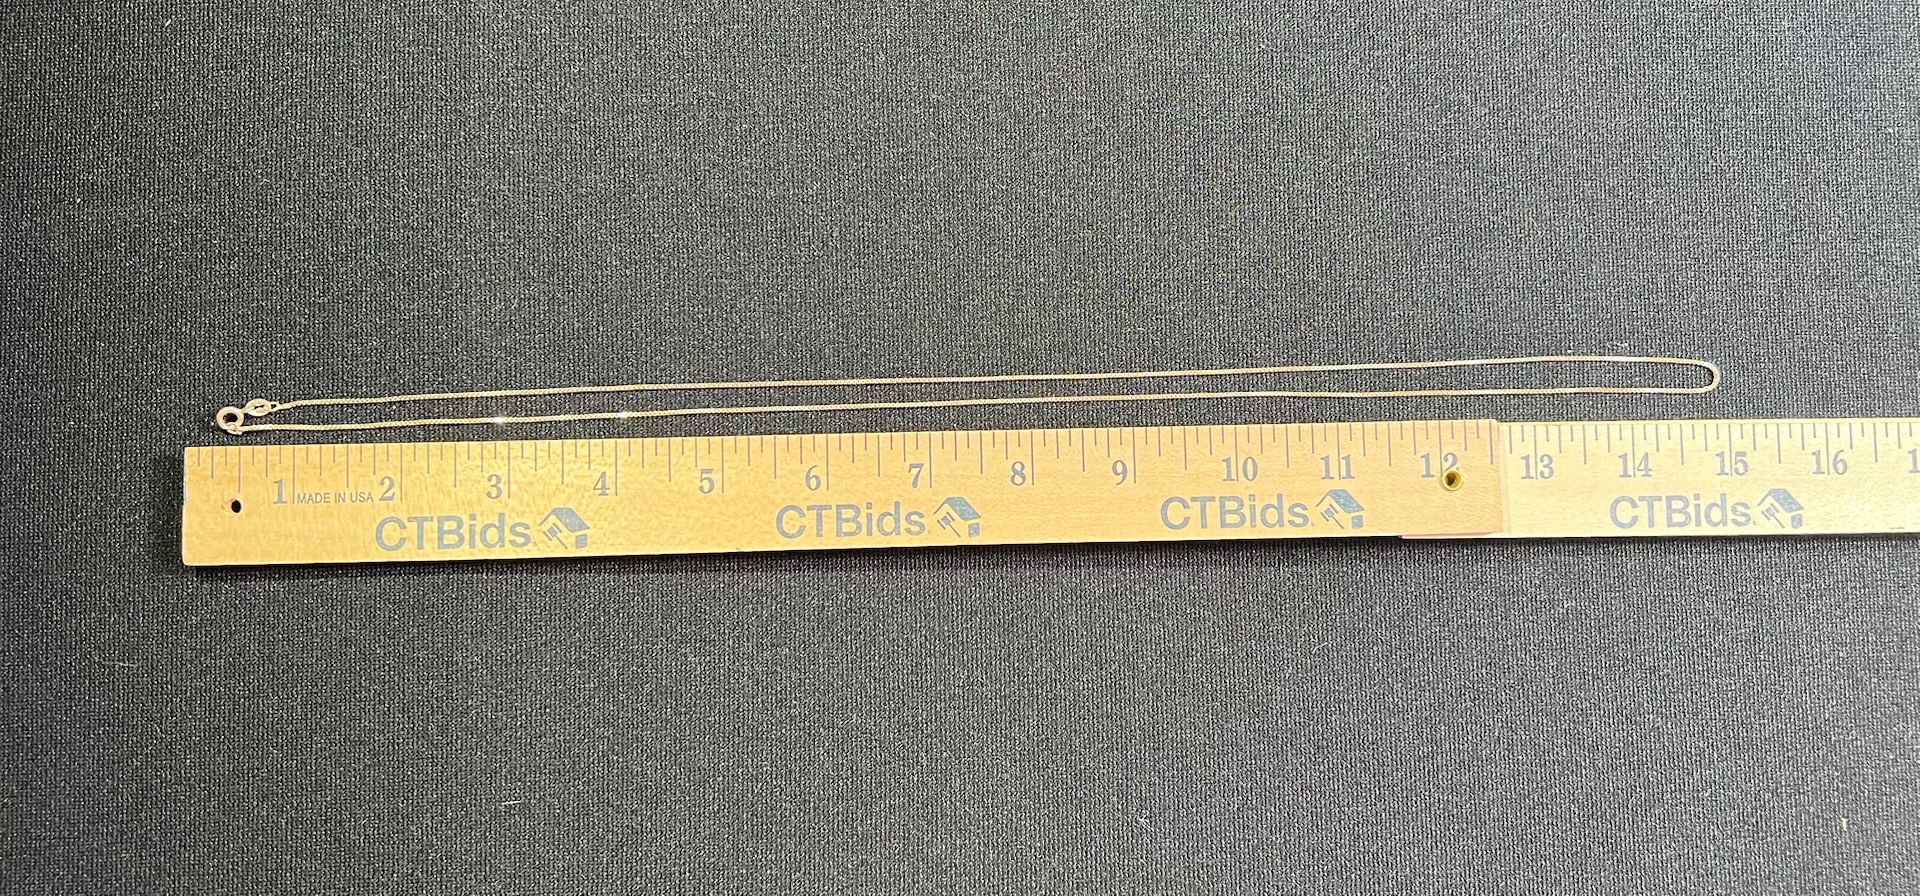 1 MADE IN USA 2 3 4 5 6 7 8 9 10 11 12 13 14 15 16
CTBids CTBids CTBids CTBids